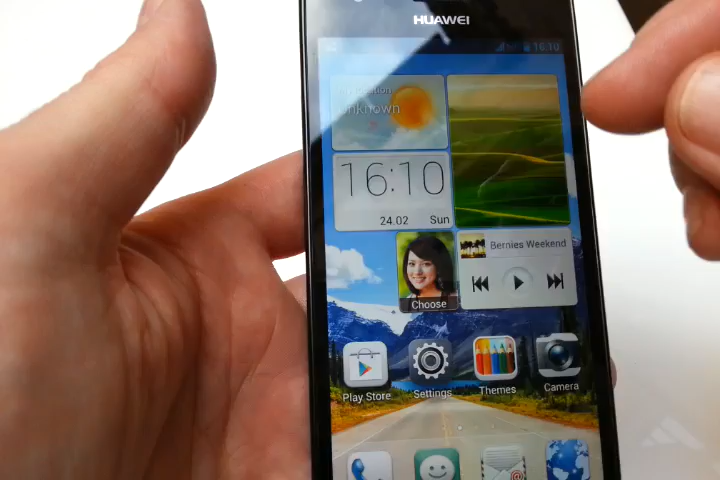 HUAWEI
16:10
unknown
16:10
24.02 Sun
Bernies Weekend
Choose
Play Store
Settings
Themes
Camera